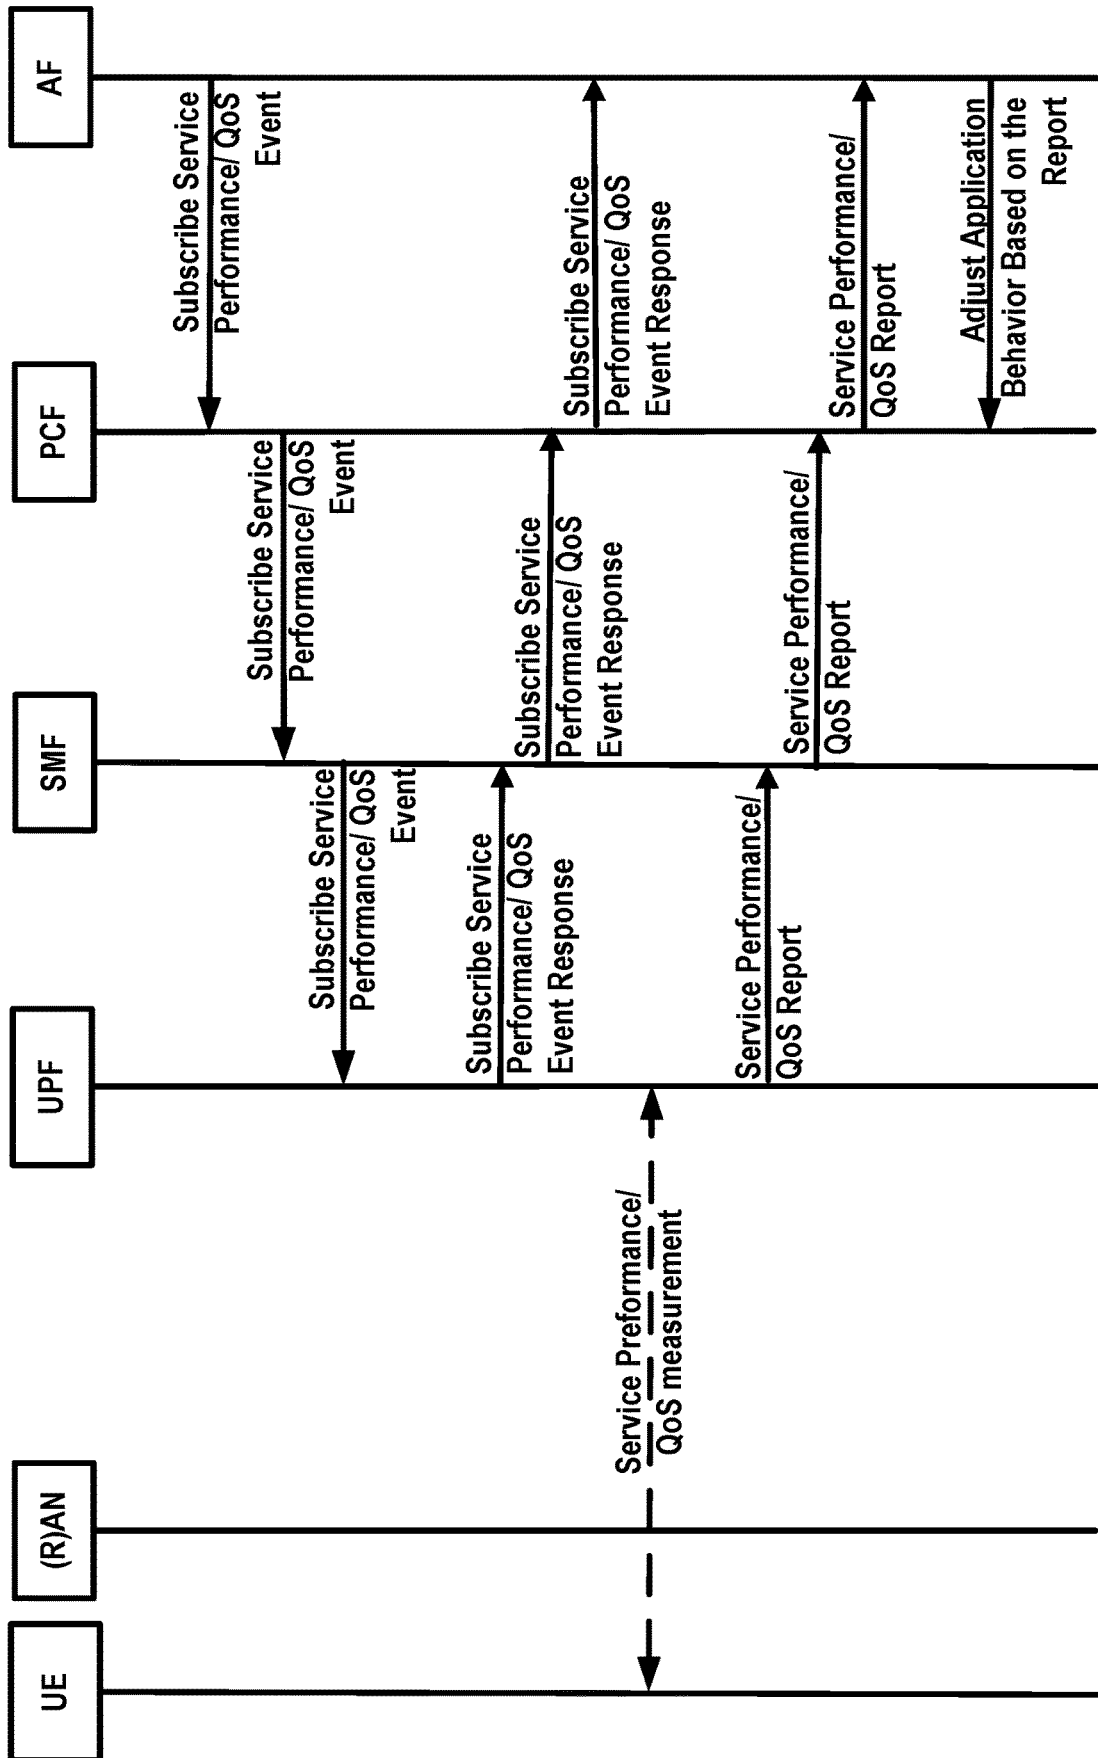 UE
(R)AN
UPF
SMF
PCF
AF
Subscribe Service
Performance/ QoS
Event
Subscribe Service
Performance/ QoS
Event
Subscribe Service
Performance/ QoS
Event
Subscribe Service
Performance/ QoS
Event Response
Subscribe Service
Performance/ QoS
Event Response
Subscribe Service
Performance/ QoS
Event Response
Service Preformance/
QoS measurement
Service Performance/
QoS Report
Service Performance/
QoS Report
Service Performance/
QoS Report
Adjust Application
Behavior Based on the
Report